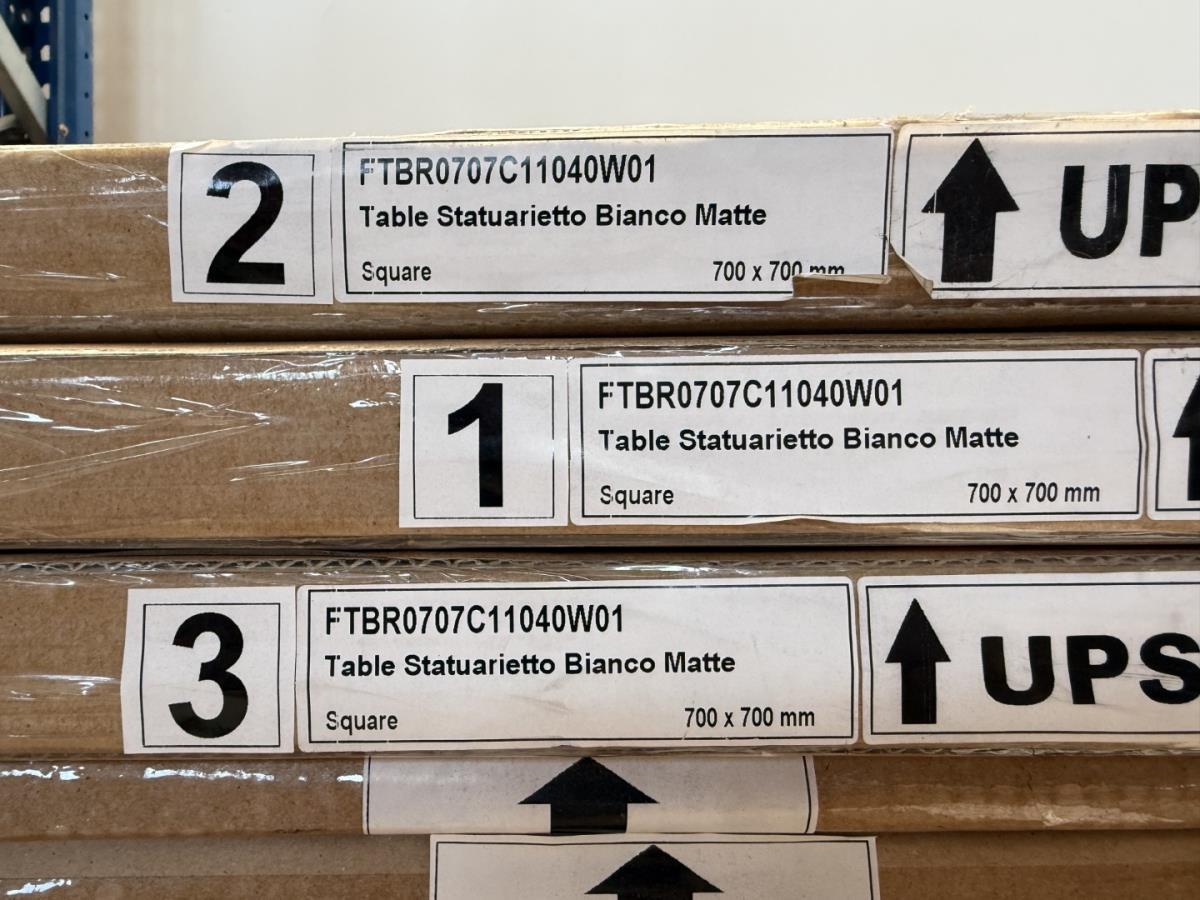 2
FTBR0707C11040W01
Table Statuarietto Bianco Matte
Square 700 x 700 mm
UP
1
FTBR0707C11040W01
Table Statuarietto Bianco Matte
Square 700 x 700 mm
3
FTBR0707C11040W01
Table Statuarietto Bianco Matte
Square 700 x 700 mm
UPS